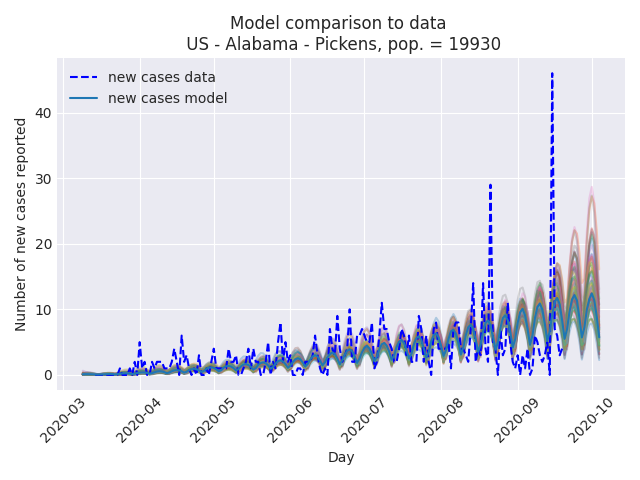 Model comparison to data
US - Alabama - Pickens, pop. = 19930
new cases data
new cases model
Number of new cases reported
40
30
20
10
0
2020-03
2020-04
2020-05
2020-06
2020-07
2020-08
2020-09
2020-10
Day